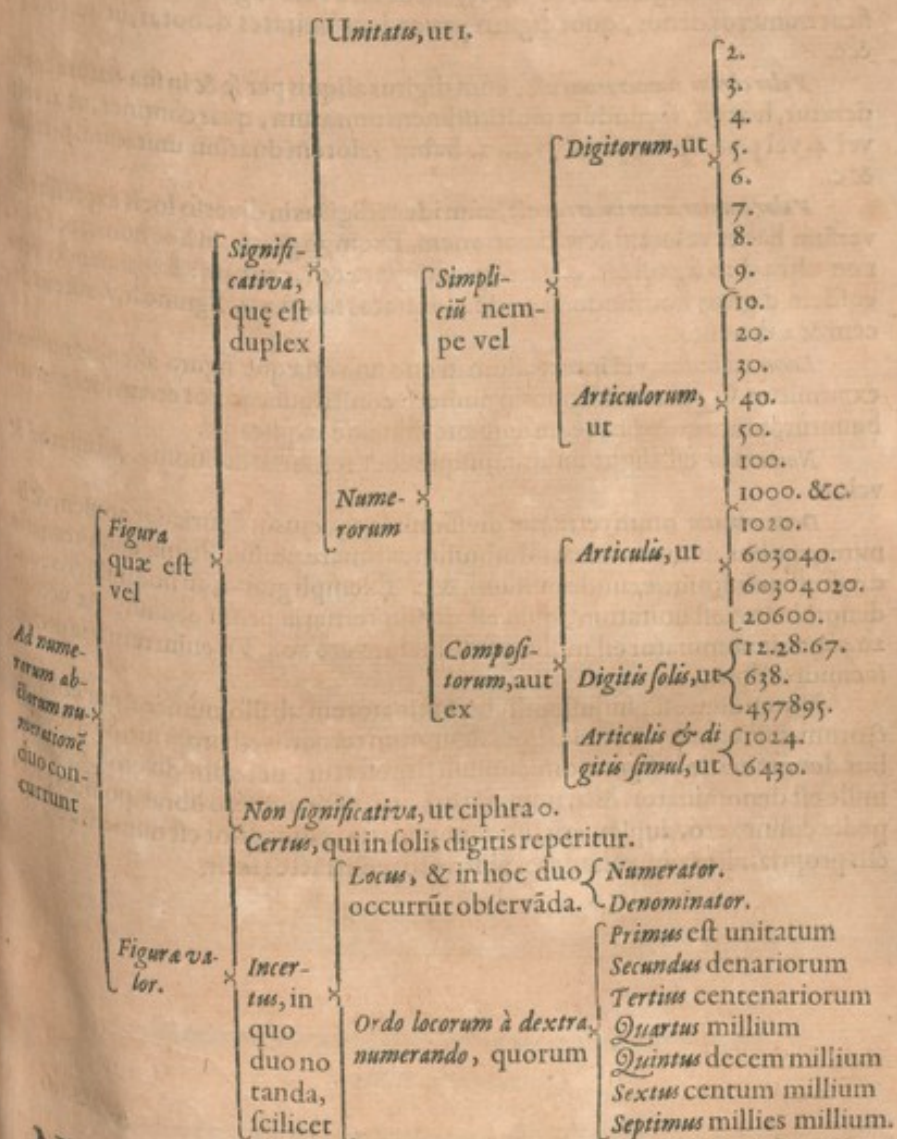 Ad nume-
rorum ab-
ctorum nu-
merationē
duo con-
currunt
Figura
quæ est
vel
Signifi-
cativa,
quę est
duplex
Unitatis, ut 1.
Nume-
rorum
Simpli-
ciū nem-
pe vel
Digitorum, ut
2.
3.
4.
5.
6.
7.
8.
9.
Articulorum,
ut
10.
20.
30.
40.
50.
100.
1000. &c.
Composi-
torum, aut
ex
Articulis, ut
1020.
603040.
60304020.
20600.
Digitis solis, ut
12.28.67.
638.
457895.
Articulis & di
gitis simul, ut
1024.
6430.
Non significativa, ut ciphra 0.
Figuræ va-
lor.
Certus, qui in solis digitis reperitur.
Incer-
tus, in
quo
duo no
tanda,
scilicet
Locus, & in hoc duo
occurrūt observāda.
Numerator.
Denominator.
Ordo locorum à dextra
numerando, quorum
Primus est unitatum
Secundus denariorum
Tertius centenariorum
Quartus millium
Quintus decem millium
Sextus centum millium
Septimus millies millium.